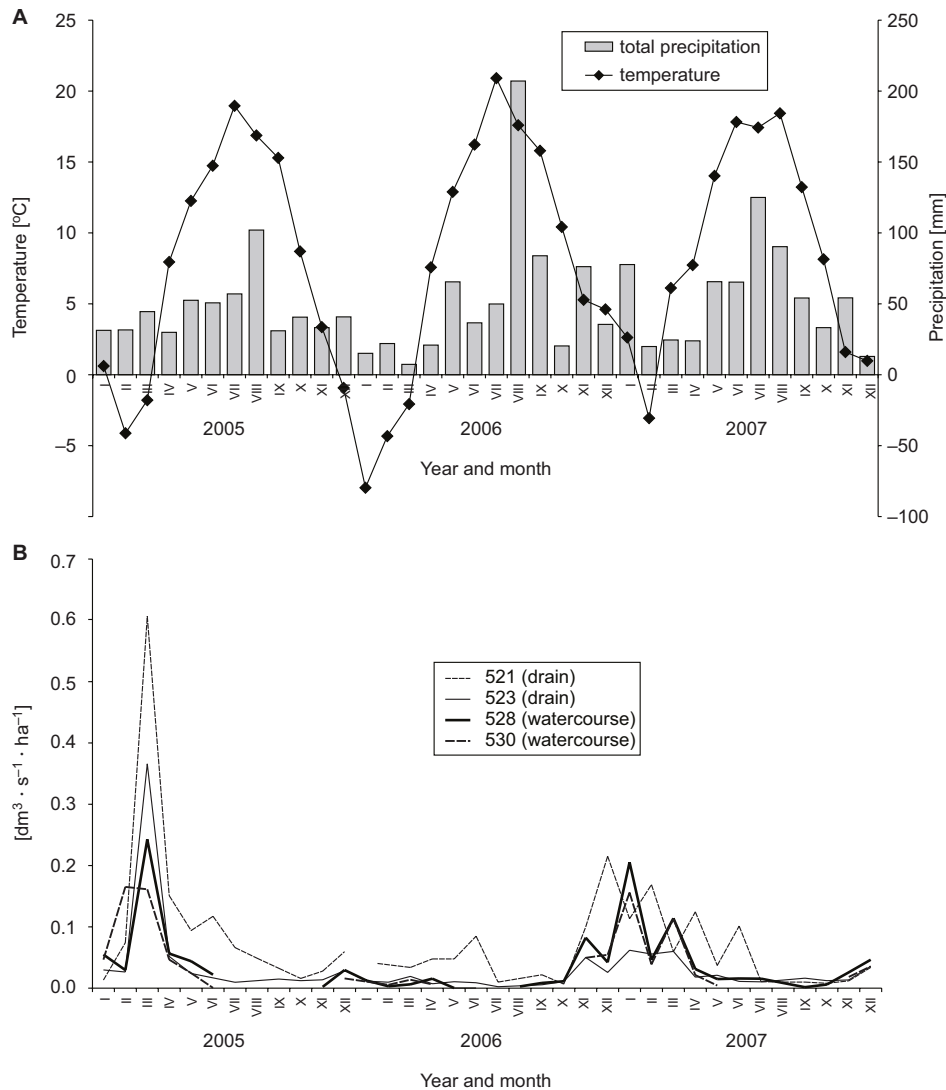 A
25 250
total precipitation
temperature
20 200
15 150
10 100
5 50
0 0
–5 –50
–100
Temperature [ºC]
Precipitation [mm]
I II III IV V VI VII VIII IX X XI XII I II III IV V VI VII VIII IX X XI XII I II III IV V VI VII VIII IX X XI XII
2005 2006 2007
Year and month
B
0.7
0.6
0.5
0.4
0.3
0.2
0.1
0.0
[dm³ · s⁻¹ · ha⁻¹]
521 (drain)
523 (drain)
528 (watercourse)
530 (watercourse)
I II III IV V VI VII VIII IX X XI XII I II III IV V VI VII VIII IX X XI XII I II III IV V VI VII VIII IX X XI XII
2005 2006 2007
Year and month